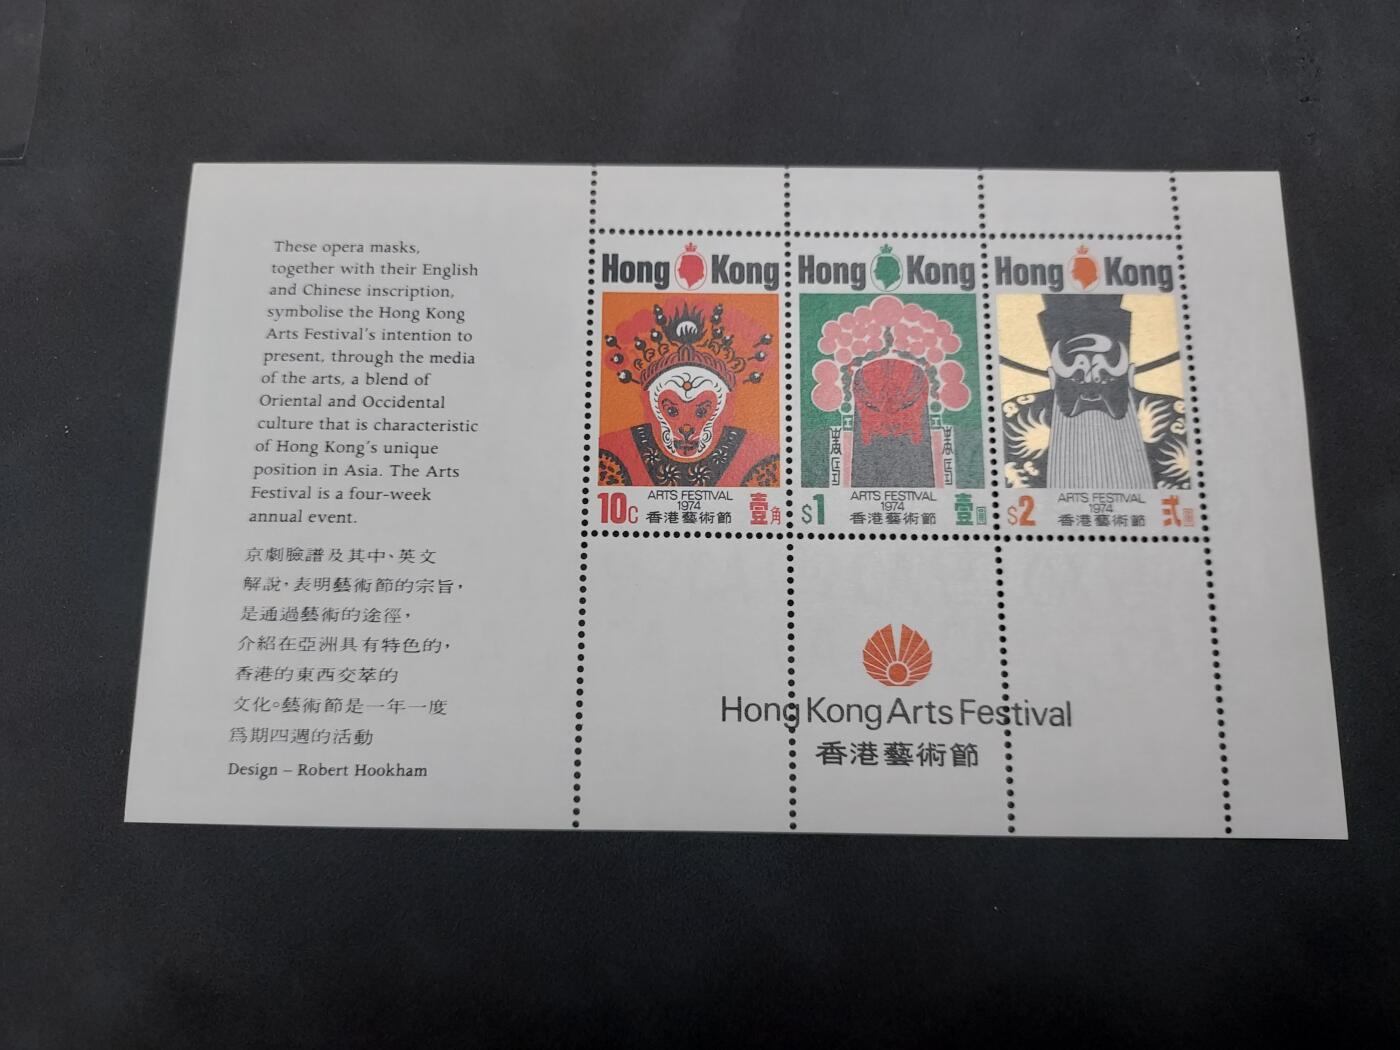 These opera masks,
together with their English
and Chinese inscription,
symbolise the Hong Kong
Arts Festival's intention to
present, through the media
of the arts, a blend of
Oriental and Occidental
culture that is characteristic
of Hong Kong's unique
position in Asia. The Arts
Festival is a four-week
annual event.
京劇臉譜及其中、英文
解說，表明藝術節的宗旨，
是通過藝術的途徑，
介紹在亞洲具有特色的，
香港的東西交萃的
文化。藝術節是一年一度
爲期四週的活動
Design – Robert Hookham
Hong Kong
10c
ARTS FESTIVAL
1974
香港藝術節
壹角
Hong Kong
$1
ARTS FESTIVAL
1974
香港藝術節
壹圓
Hong Kong
$2
ARTS FESTIVAL
1974
香港藝術節
弍圓
Hong Kong Arts Festival
香港藝術節